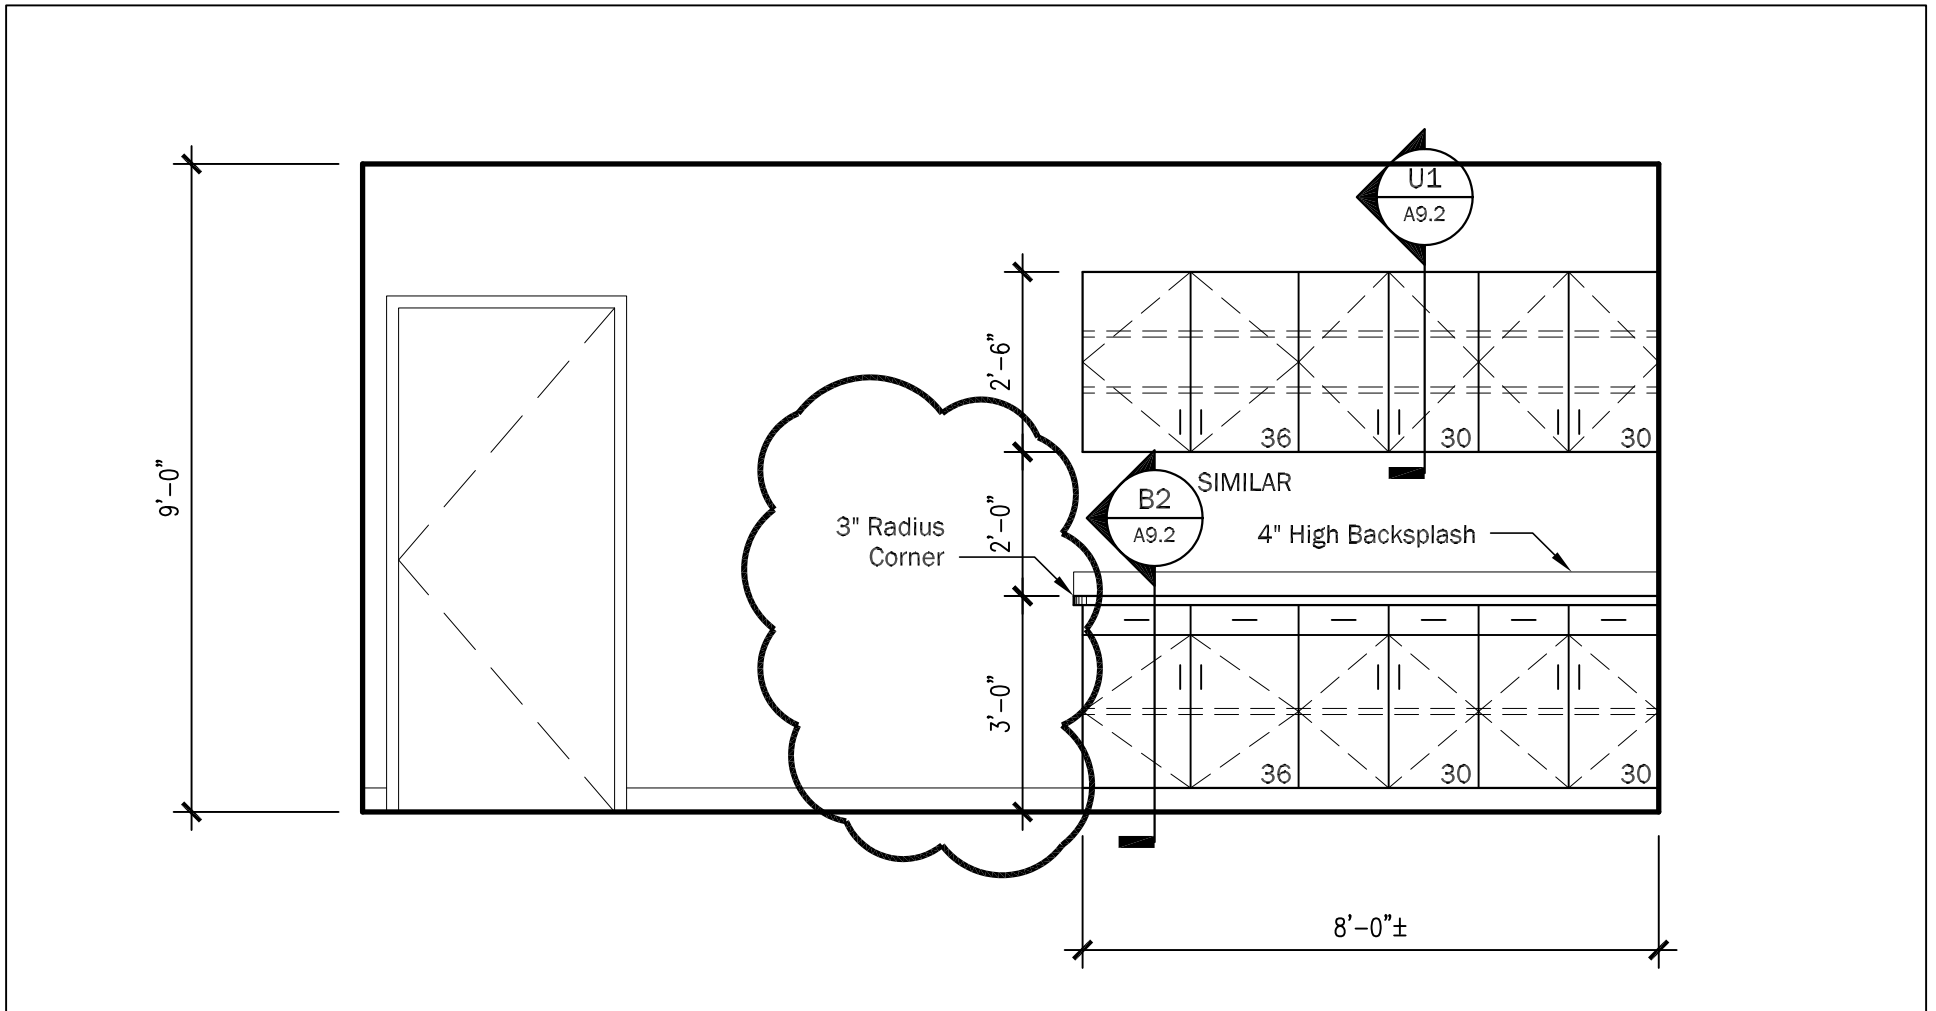 U1
A9.2
9'-0"
2'-6"
36
30
30
SIMILAR
B2
A9.2
2'-0"
3" Radius
Corner
4" High Backsplash
3'-0"
36
30
30
8'-0"±